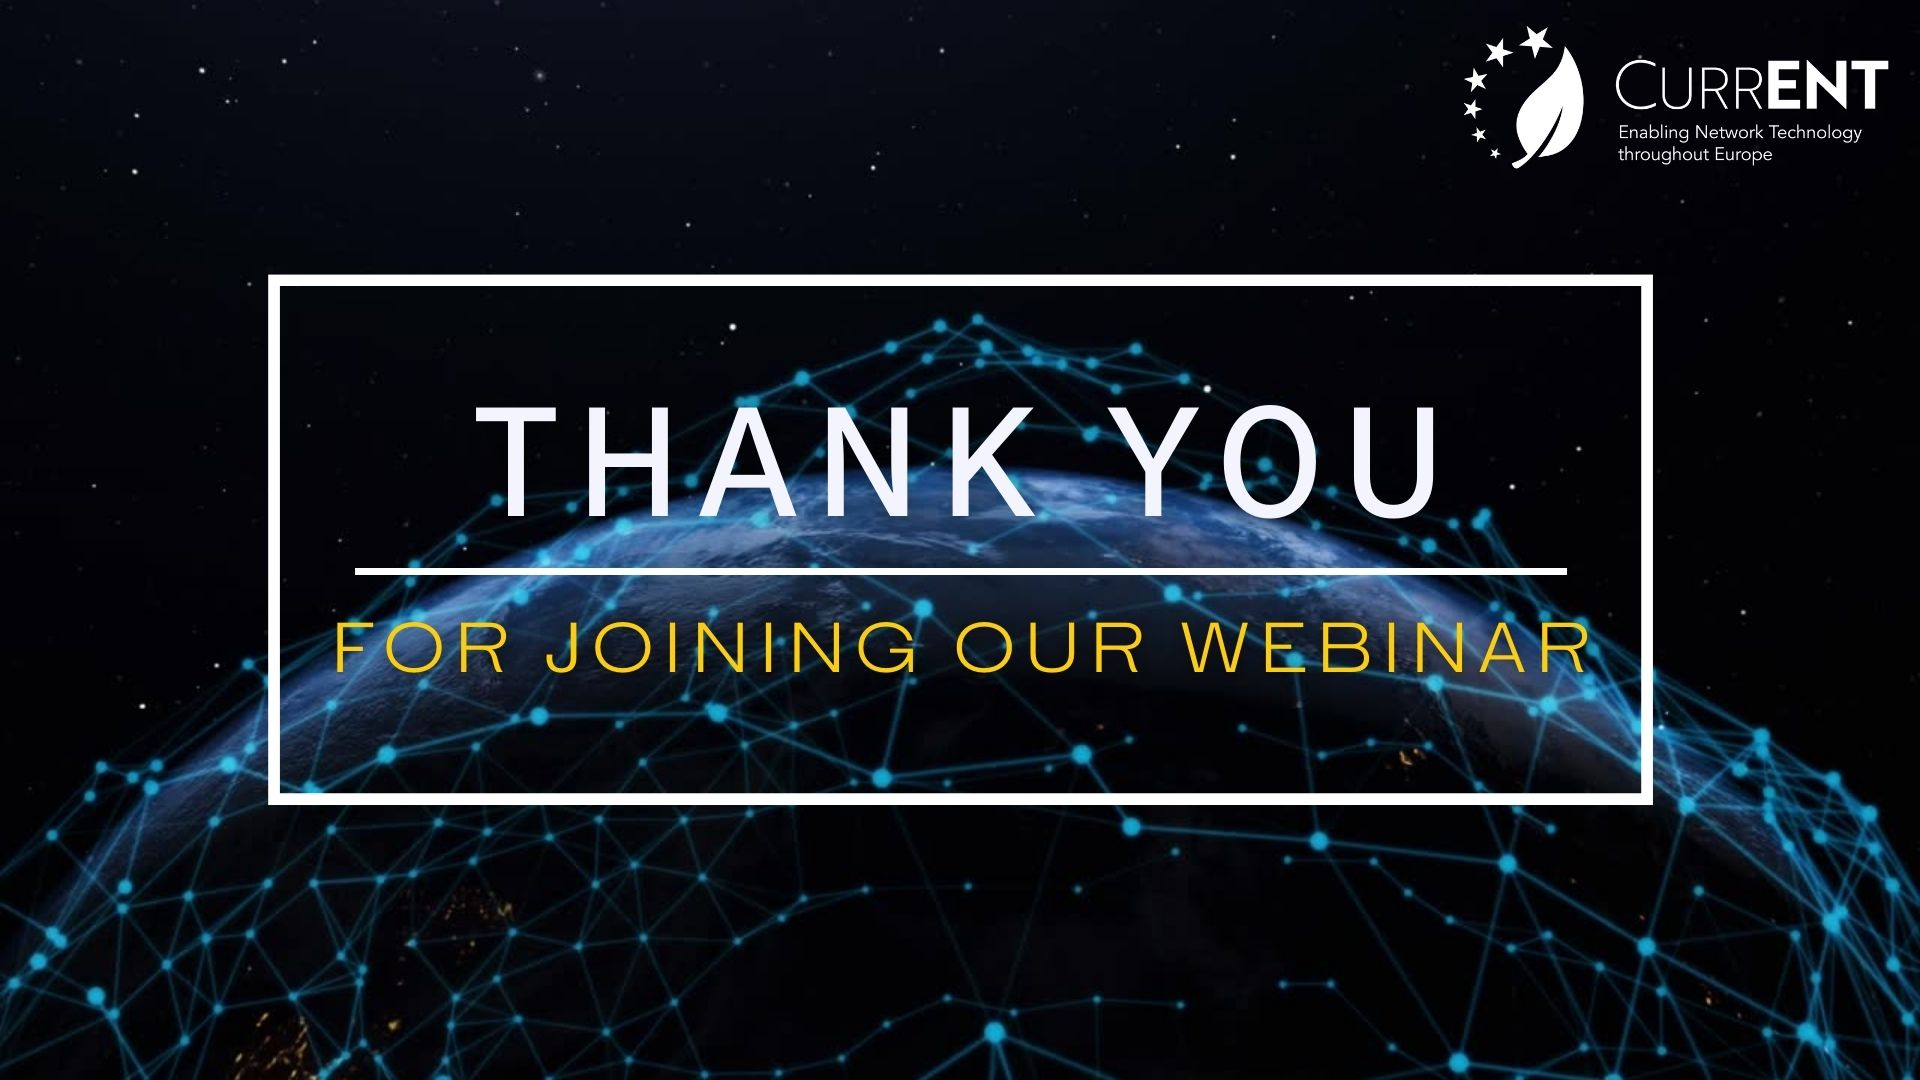 CURRENT
Enabling Network Technology
throughout Europe
THANK YOU
FOR JOINING OUR WEBINAR